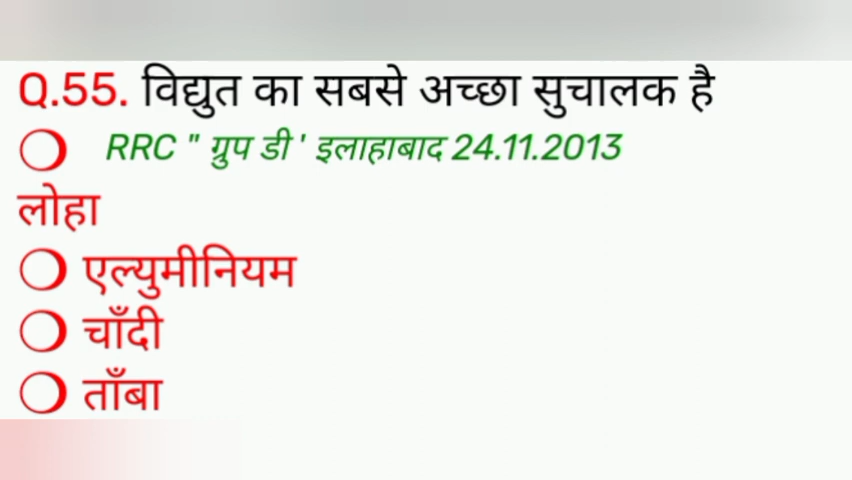 Q.55. विद्युत का सबसे अच्छा सुचालक है
RRC " ग्रुप डी ' इलाहाबाद 24.11.2013
लोहा
एल्युमीनियम
चाँदी
ताँबा